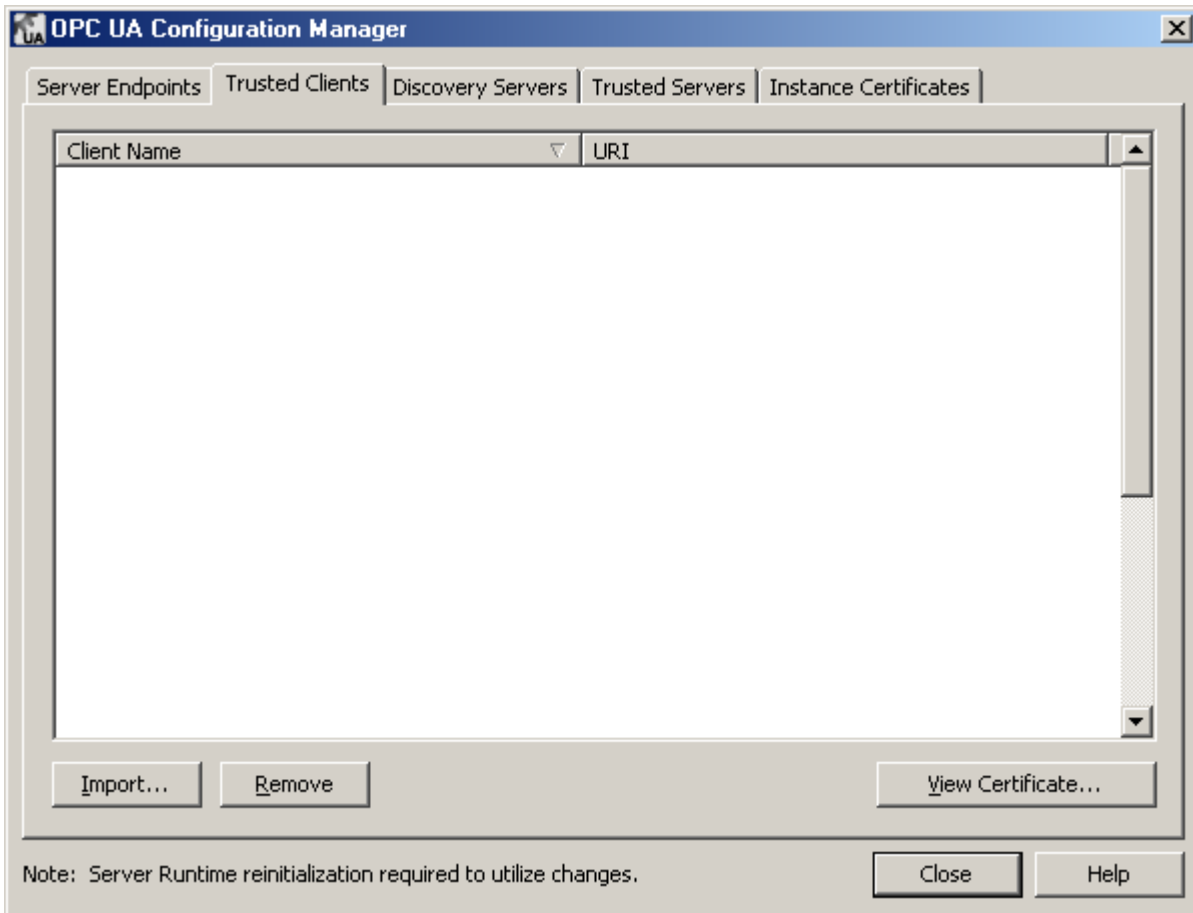 UA OPC UA Configuration Manager
Server Endpoints Trusted Clients Discovery Servers Trusted Servers Instance Certificates
Client Name URI
Import... Remove View Certificate...
Note: Server Runtime reinitialization required to utilize changes. Close Help